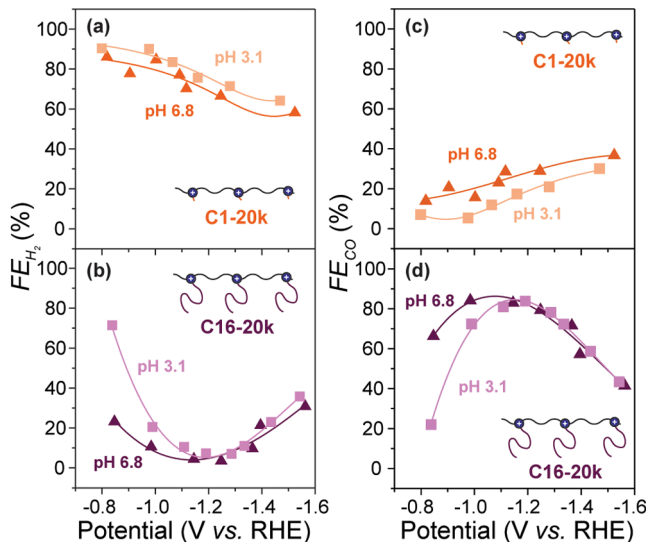 (a)
pH 3.1
pH 6.8
C1-20k
100
80
60
40
20
0
FE_{H_2} (%)
(b)
C16-20k
pH 3.1
pH 6.8
100
80
60
40
20
0
-0.8 -1.0 -1.2 -1.4 -1.6
Potential (V vs. RHE)
(c)
C1-20k
pH 6.8
pH 3.1
100
80
60
40
20
0
FE_{CO} (%)
(d)
pH 6.8
pH 3.1
C16-20k
100
80
60
40
20
0
-0.8 -1.0 -1.2 -1.4 -1.6
Potential (V vs. RHE)